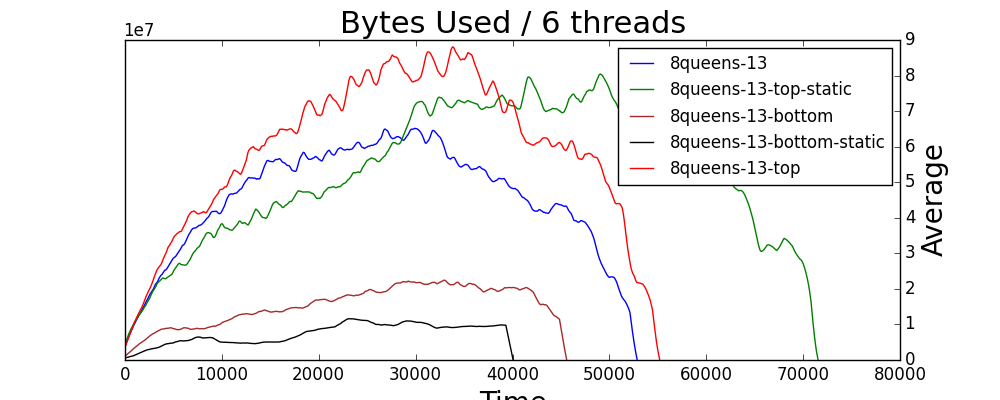 Bytes Used / 6 threads
1e7
9
8
7
6
5
4
3
2
1
0
Average
8queens-13
8queens-13-top-static
8queens-13-bottom
8queens-13-bottom-static
8queens-13-top
0 10000 20000 30000 40000 50000 60000 70000 80000
Time